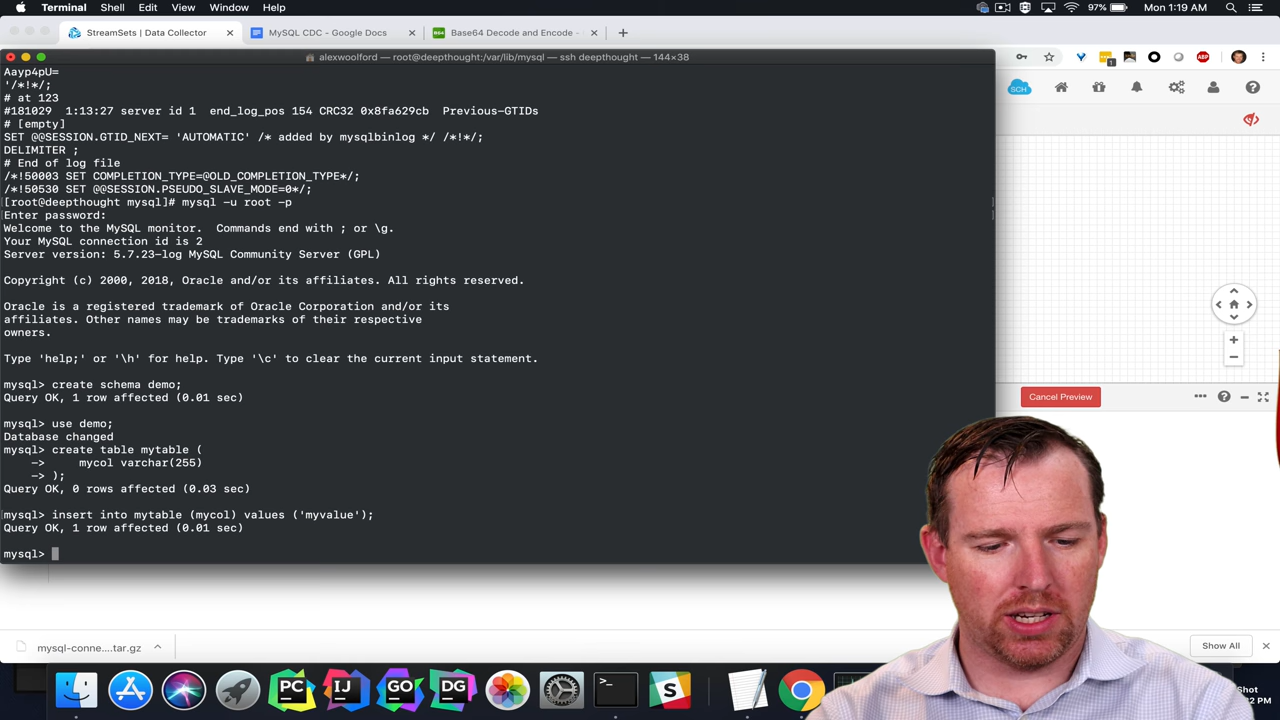 Terminal Shell Edit View Window Help
97% Mon 1:19 AM
StreamSets | Data Collector
MySQL CDC - Google Docs
Base64 Decode and Encode -
alexwoolford — root@deepthought:/var/lib/mysql — ssh deepthought — 144×38
Aayp4pU=
'/*!*/;
# at 123
#181029  1:13:27 server id 1  end_log_pos 154 CRC32 0x8fa629cb  Previous-GTIDs
# [empty]
SET @@SESSION.GTID_NEXT= 'AUTOMATIC' /* added by mysqlbinlog */ /*!*/;
DELIMITER ;
# End of log file
/*!50003 SET COMPLETION_TYPE=@OLD_COMPLETION_TYPE*/;
/*!50530 SET @@SESSION.PSEUDO_SLAVE_MODE=0*/;
[root@deepthought mysql]# mysql -u root -p
Enter password:
Welcome to the MySQL monitor.  Commands end with ; or \g.
Your MySQL connection id is 2
Server version: 5.7.23-log MySQL Community Server (GPL)
Copyright (c) 2000, 2018, Oracle and/or its affiliates. All rights reserved.
Oracle is a registered trademark of Oracle Corporation and/or its
affiliates. Other names may be trademarks of their respective
owners.
Type 'help;' or '\h' for help. Type '\c' to clear the current input statement.
mysql> create schema demo;
Query OK, 1 row affected (0.01 sec)
mysql> use demo;
Database changed
mysql> create table mytable (
    ->     mycol varchar(255)
    -> );
Query OK, 0 rows affected (0.03 sec)
mysql> insert into mytable (mycol) values ('myvalue');
Query OK, 1 row affected (0.01 sec)
mysql>
SCH
Cancel Preview
mysql-conne....tar.gz
Show All
PC
IJ
GO
DG
>_
S
Shot
PM